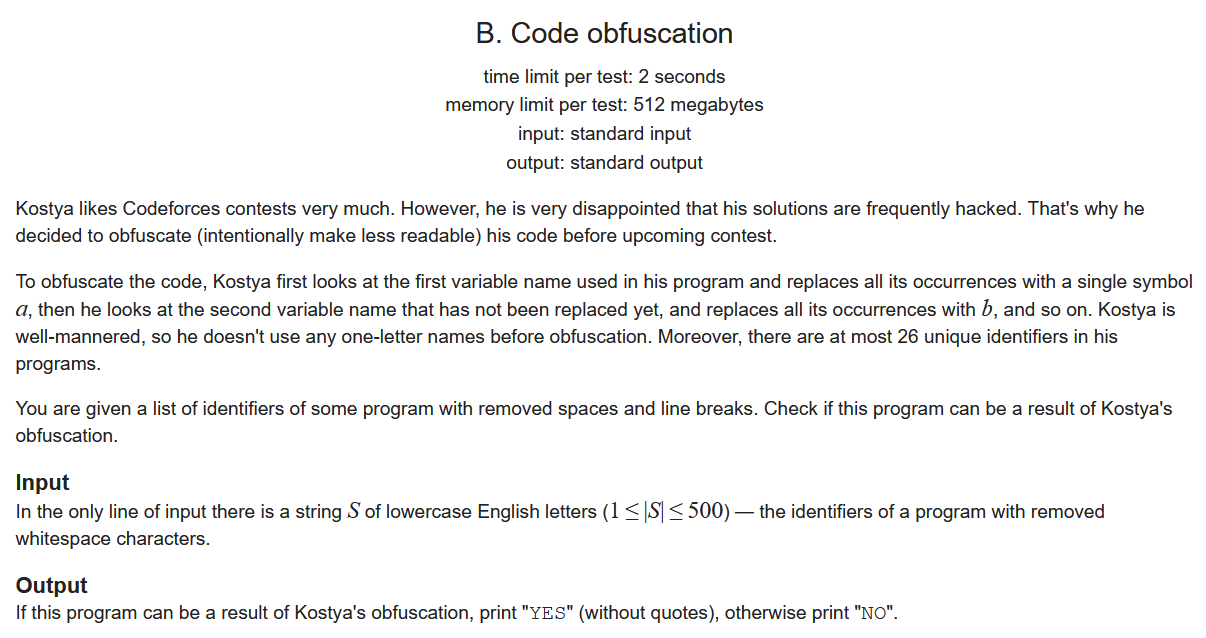 B. Code obfuscation
time limit per test: 2 seconds
memory limit per test: 512 megabytes
input: standard input
output: standard output
Kostya likes Codeforces contests very much. However, he is very disappointed that his solutions are frequently hacked. That's why he
decided to obfuscate (intentionally make less readable) his code before upcoming contest.
To obfuscate the code, Kostya first looks at the first variable name used in his program and replaces all its occurrences with a single symbol
a, then he looks at the second variable name that has not been replaced yet, and replaces all its occurrences with b, and so on. Kostya is
well-mannered, so he doesn't use any one-letter names before obfuscation. Moreover, there are at most 26 unique identifiers in his
programs.
You are given a list of identifiers of some program with removed spaces and line breaks. Check if this program can be a result of Kostya's
obfuscation.
Input
In the only line of input there is a string S of lowercase English letters (1 ≤ |S| ≤ 500) — the identifiers of a program with removed
whitespace characters.
Output
If this program can be a result of Kostya's obfuscation, print "YES" (without quotes), otherwise print "NO".